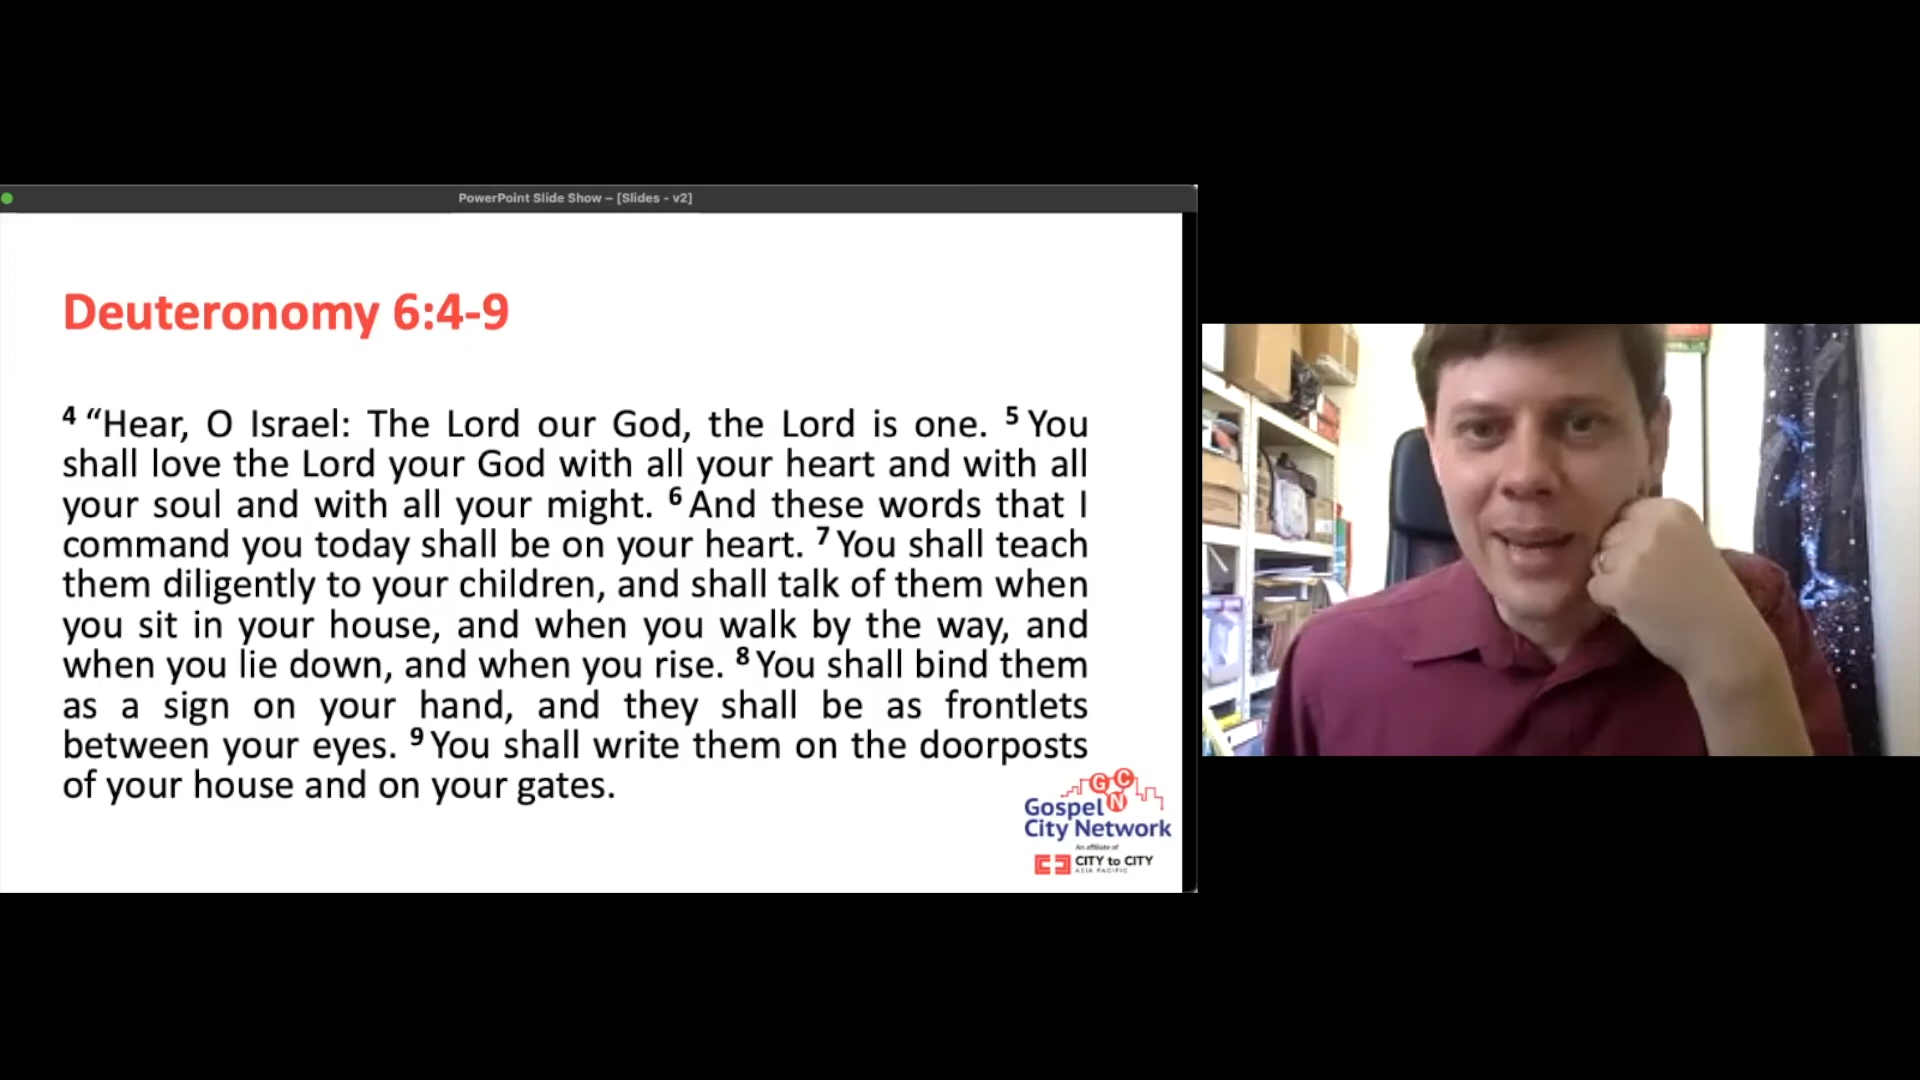 PowerPoint Slide Show – [Slides - v2]
Deuteronomy 6:4-9
4 “Hear, O Israel: The Lord our God, the Lord is one. 5 You
shall love the Lord your God with all your heart and with all
your soul and with all your might. 6 And these words that I
command you today shall be on your heart. 7 You shall teach
them diligently to your children, and shall talk of them when
you sit in your house, and when you walk by the way, and
when you lie down, and when you rise. 8 You shall bind them
as a sign on your hand, and they shall be as frontlets
between your eyes. 9 You shall write them on the doorposts
of your house and on your gates.
G C
N
Gospel
City Network
An affiliate of
CITY to CITY
ASIA PACIFIC